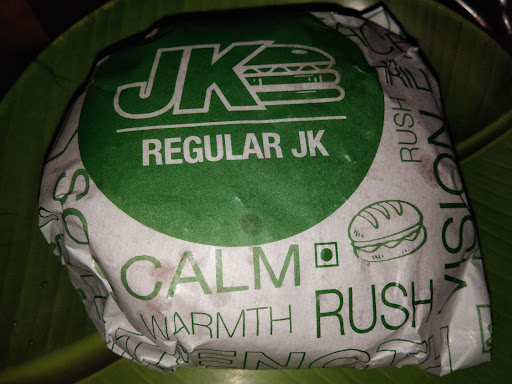 JK
REGULAR JK
RUSH
VISION
CALM
WARMTH
RUSH